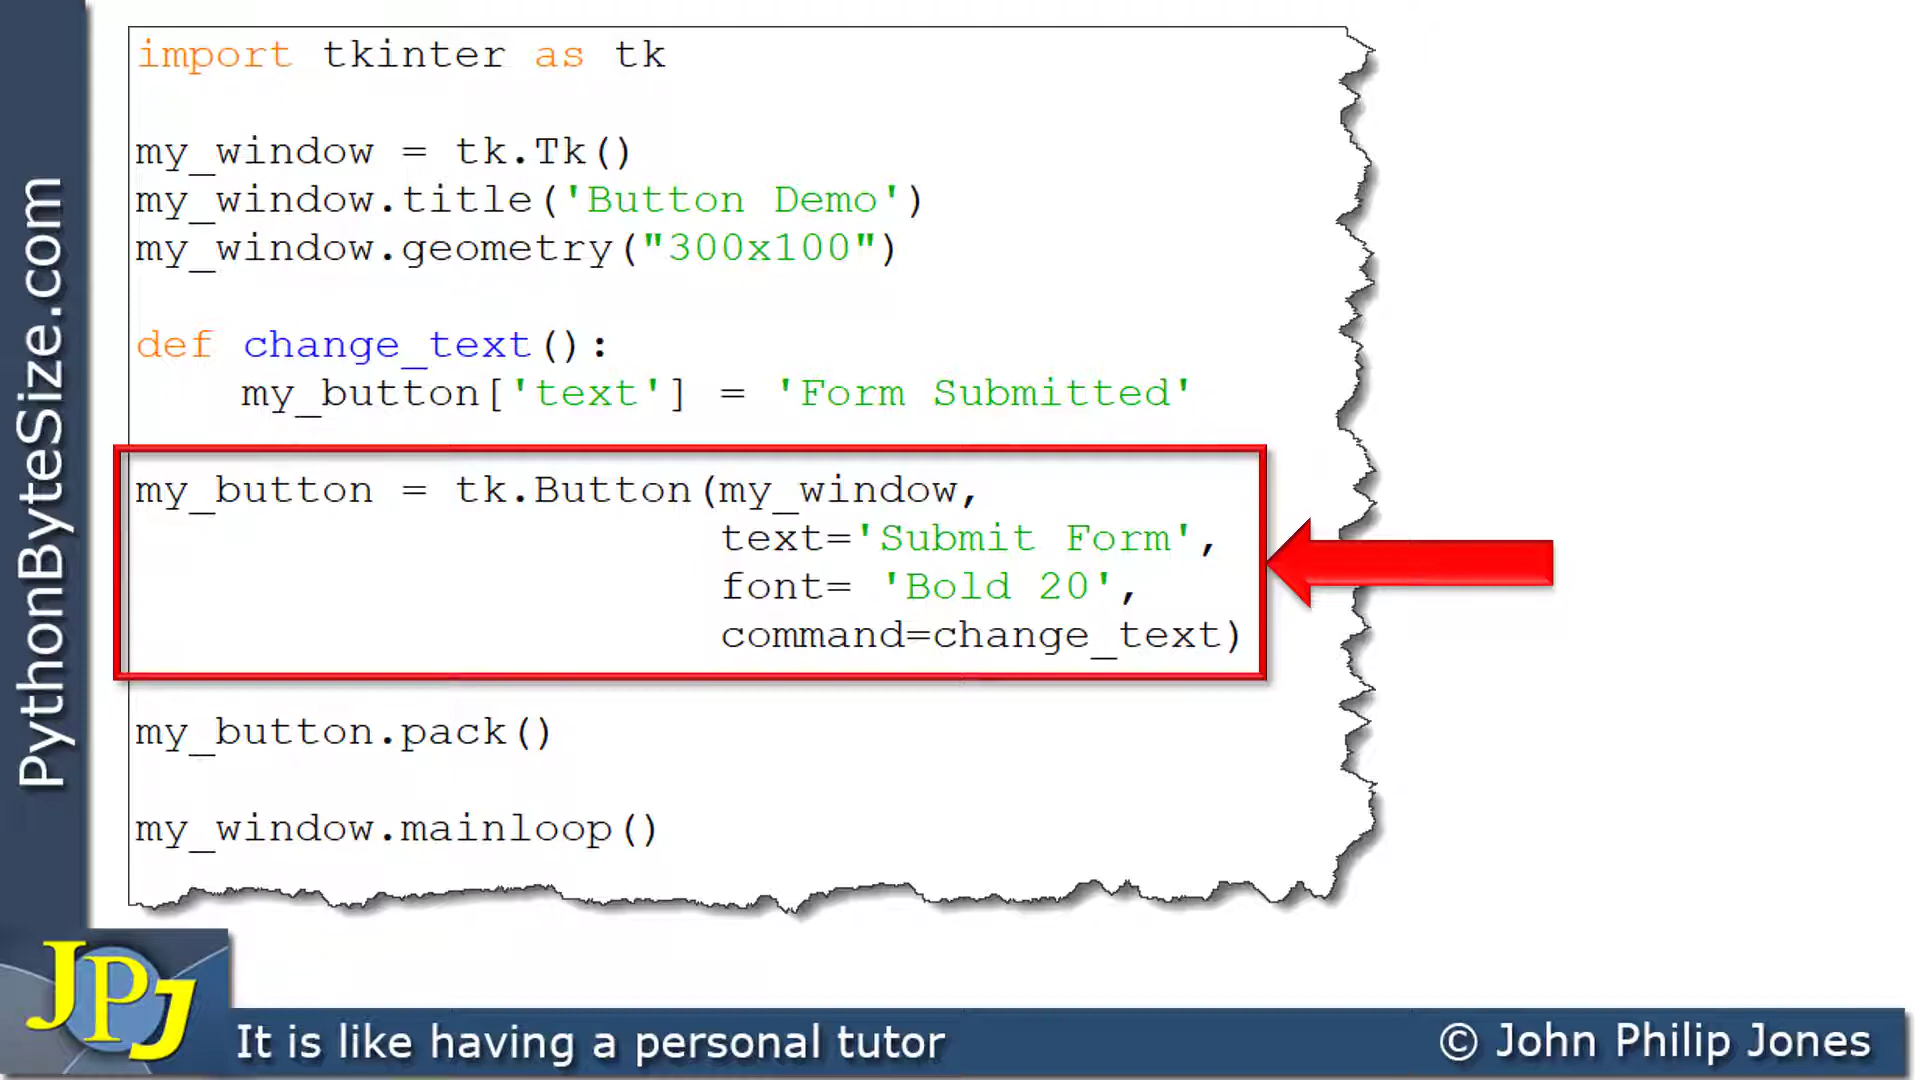 import tkinter as tk
my_window = tk.Tk()
my_window.title('Button Demo')
my_window.geometry("300x100")
def change_text():
    my_button['text'] = 'Form Submitted'
my_button = tk.Button(my_window,
                      text='Submit Form',
                      font= 'Bold 20',
                      command=change_text)
my_button.pack()
my_window.mainloop()
PythonByteSize.com
JPJ
It is like having a personal tutor
© John Philip Jones